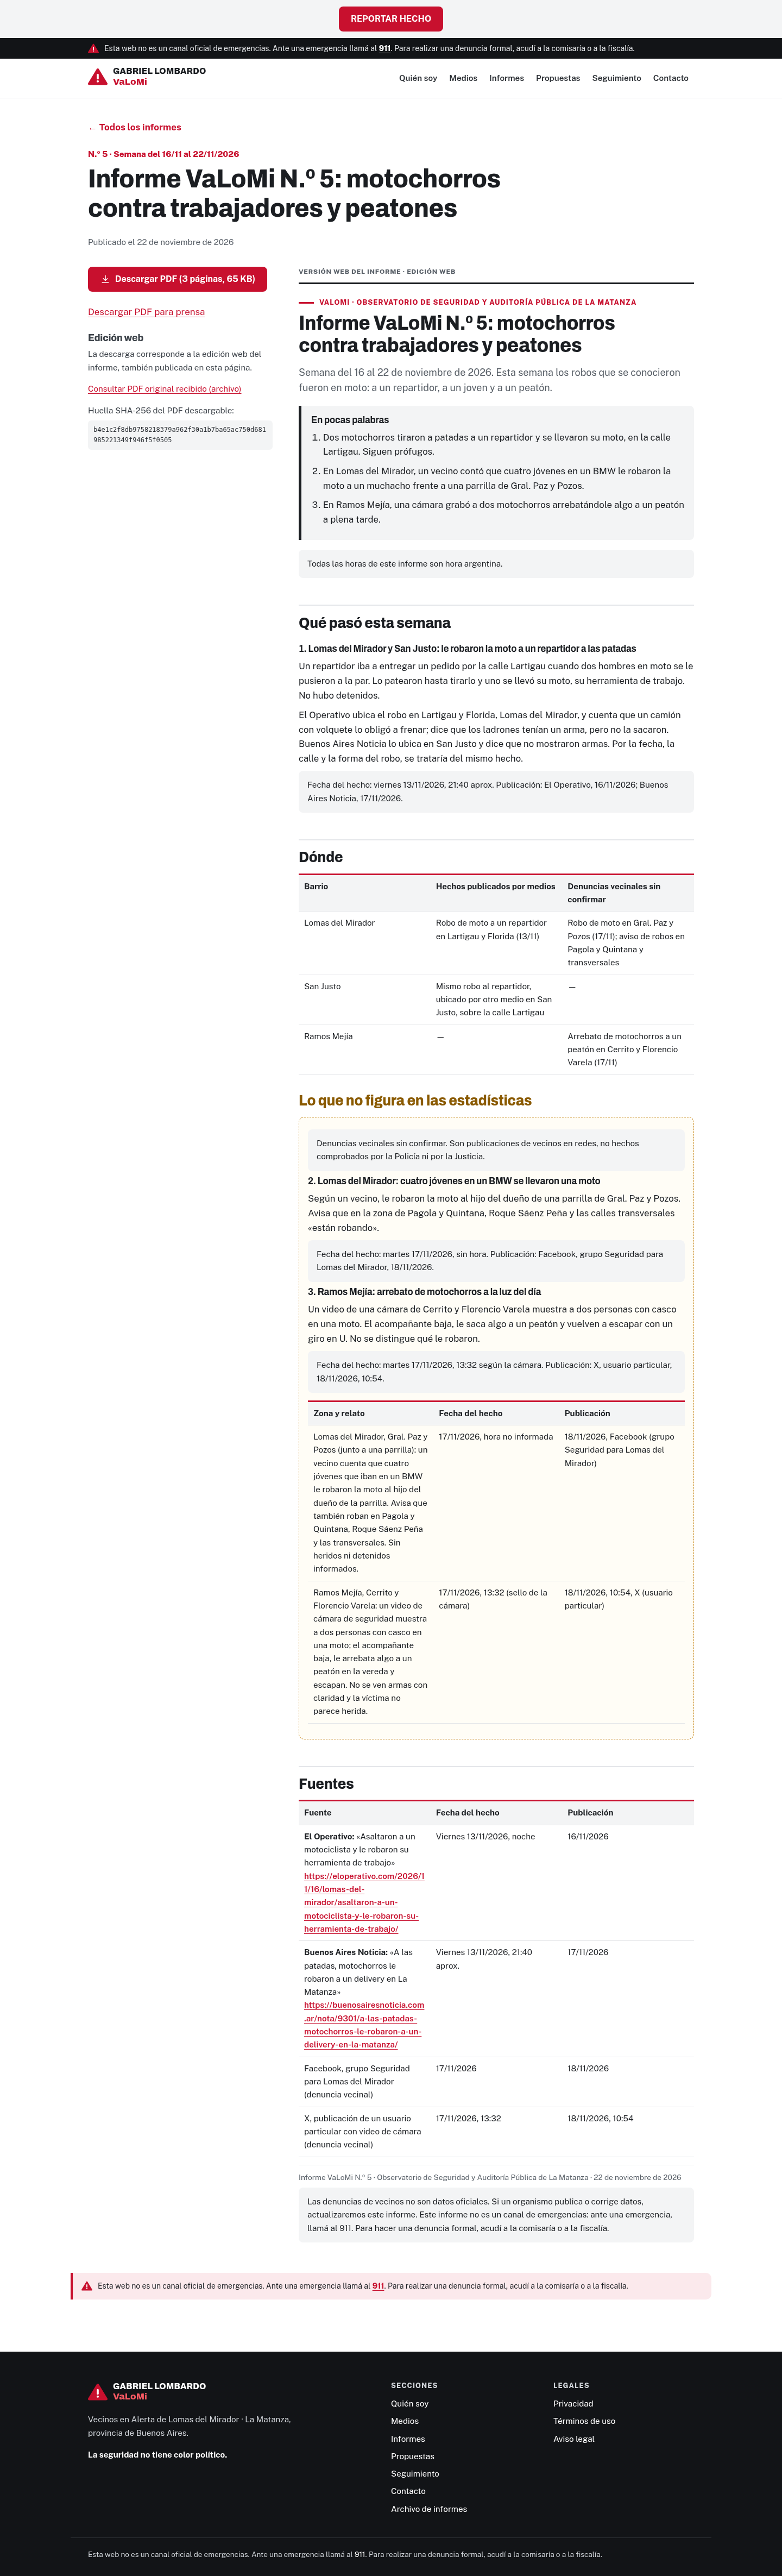 REPORTAR HECHO
Esta web no es un canal oficial de emergencias. Ante una emergencia llamá al 911. Para realizar una denuncia formal, acudí a la comisaría o a la fiscalía.
GABRIEL LOMBARDO
VaLoMi
Quién soy
Medios
Informes
Propuestas
Seguimiento
Contacto
← Todos los informes
N.º 5 · Semana del 16/11 al 22/11/2026
Informe VaLoMi N.º 5: motochorros
contra trabajadores y peatones
Publicado el 22 de noviembre de 2026
Descargar PDF (3 páginas, 65 KB)
Descargar PDF para prensa
Edición web
La descarga corresponde a la edición web del
informe, también publicada en esta página.
Consultar PDF original recibido (archivo)
Huella SHA-256 del PDF descargable:
b4e1c2f8db9758218379a962f30a1b7ba65ac750d681
985221349f946f5f0505
VERSIÓN WEB DEL INFORME · EDICIÓN WEB
VALOMI · OBSERVATORIO DE SEGURIDAD Y AUDITORÍA PÚBLICA DE LA MATANZA
Informe VaLoMi N.º 5: motochorros
contra trabajadores y peatones
Semana del 16 al 22 de noviembre de 2026. Esta semana los robos que se conocieron
fueron en moto: a un repartidor, a un joven y a un peatón.
En pocas palabras
1. Dos motochorros tiraron a patadas a un repartidor y se llevaron su moto, en la calle
Lartigau. Siguen prófugos.
2. En Lomas del Mirador, un vecino contó que cuatro jóvenes en un BMW le robaron la
moto a un muchacho frente a una parrilla de Gral. Paz y Pozos.
3. En Ramos Mejía, una cámara grabó a dos motochorros arrebatándole algo a un peatón
a plena tarde.
Todas las horas de este informe son hora argentina.
Qué pasó esta semana
1. Lomas del Mirador y San Justo: le robaron la moto a un repartidor a las patadas
Un repartidor iba a entregar un pedido por la calle Lartigau cuando dos hombres en moto se le
pusieron a la par. Lo patearon hasta tirarlo y uno se llevó su moto, su herramienta de trabajo.
No hubo detenidos.
El Operativo ubica el robo en Lartigau y Florida, Lomas del Mirador, y cuenta que un camión
con volquete lo obligó a frenar; dice que los ladrones tenían un arma, pero no la sacaron.
Buenos Aires Noticia lo ubica en San Justo y dice que no mostraron armas. Por la fecha, la
calle y la forma del robo, se trataría del mismo hecho.
Fecha del hecho: viernes 13/11/2026, 21:40 aprox. Publicación: El Operativo, 16/11/2026; Buenos
Aires Noticia, 17/11/2026.
Dónde
Barrio
Hechos publicados por medios
Denuncias vecinales sin
confirmar
Lomas del Mirador
Robo de moto a un repartidor
en Lartigau y Florida (13/11)
Robo de moto en Gral. Paz y
Pozos (17/11); aviso de robos en
Pagola y Quintana y
transversales
San Justo
Mismo robo al repartidor,
ubicado por otro medio en San
Justo, sobre la calle Lartigau
—
Ramos Mejía
—
Arrebato de motochorros a un
peatón en Cerrito y Florencio
Varela (17/11)
Lo que no figura en las estadísticas
Denuncias vecinales sin confirmar. Son publicaciones de vecinos en redes, no hechos
comprobados por la Policía ni por la Justicia.
2. Lomas del Mirador: cuatro jóvenes en un BMW se llevaron una moto
Según un vecino, le robaron la moto al hijo del dueño de una parrilla de Gral. Paz y Pozos.
Avisa que en la zona de Pagola y Quintana, Roque Sáenz Peña y las calles transversales
«están robando».
Fecha del hecho: martes 17/11/2026, sin hora. Publicación: Facebook, grupo Seguridad para
Lomas del Mirador, 18/11/2026.
3. Ramos Mejía: arrebato de motochorros a la luz del día
Un video de una cámara de Cerrito y Florencio Varela muestra a dos personas con casco
en una moto. El acompañante baja, le saca algo a un peatón y vuelven a escapar con un
giro en U. No se distingue qué le robaron.
Fecha del hecho: martes 17/11/2026, 13:32 según la cámara. Publicación: X, usuario particular,
18/11/2026, 10:54.
Zona y relato
Fecha del hecho
Publicación
Lomas del Mirador, Gral. Paz y
Pozos (junto a una parrilla): un
vecino cuenta que cuatro
jóvenes que iban en un BMW
le robaron la moto al hijo del
dueño de la parrilla. Avisa que
también roban en Pagola y
Quintana, Roque Sáenz Peña
y las transversales. Sin
heridos ni detenidos
informados.
17/11/2026, hora no informada
18/11/2026, Facebook (grupo
Seguridad para Lomas del
Mirador)
Ramos Mejía, Cerrito y
Florencio Varela: un video de
cámara de seguridad muestra
a dos personas con casco en
una moto; el acompañante
baja, le arrebata algo a un
peatón en la vereda y
escapan. No se ven armas con
claridad y la víctima no
parece herida.
17/11/2026, 13:32 (sello de la
cámara)
18/11/2026, 10:54, X (usuario
particular)
Fuentes
Fuente
Fecha del hecho
Publicación
El Operativo: «Asaltaron a un
motociclista y le robaron su
herramienta de trabajo»
https://eloperativo.com/2026/1
1/16/lomas-del-
mirador/asaltaron-a-un-
motociclista-y-le-robaron-su-
herramienta-de-trabajo/
Viernes 13/11/2026, noche
16/11/2026
Buenos Aires Noticia: «A las
patadas, motochorros le
robaron a un delivery en La
Matanza»
https://buenosairesnoticia.com
.ar/nota/9301/a-las-patadas-
motochorros-le-robaron-a-un-
delivery-en-la-matanza/
Viernes 13/11/2026, 21:40
aprox.
17/11/2026
Facebook, grupo Seguridad
para Lomas del Mirador
(denuncia vecinal)
17/11/2026
18/11/2026
X, publicación de un usuario
particular con video de cámara
(denuncia vecinal)
17/11/2026, 13:32
18/11/2026, 10:54
Informe VaLoMi N.º 5 · Observatorio de Seguridad y Auditoría Pública de La Matanza · 22 de noviembre de 2026
Las denuncias de vecinos no son datos oficiales. Si un organismo publica o corrige datos,
actualizaremos este informe. Este informe no es un canal de emergencias: ante una emergencia,
llamá al 911. Para hacer una denuncia formal, acudí a la comisaría o a la fiscalía.
Esta web no es un canal oficial de emergencias. Ante una emergencia llamá al 911. Para realizar una denuncia formal, acudí a la comisaría o a la fiscalía.
GABRIEL LOMBARDO
VaLoMi
Vecinos en Alerta de Lomas del Mirador · La Matanza,
provincia de Buenos Aires.
La seguridad no tiene color político.
SECCIONES
Quién soy
Medios
Informes
Propuestas
Seguimiento
Contacto
Archivo de informes
LEGALES
Privacidad
Términos de uso
Aviso legal
Esta web no es un canal oficial de emergencias. Ante una emergencia llamá al 911. Para realizar una denuncia formal, acudí a la comisaría o a la fiscalía.